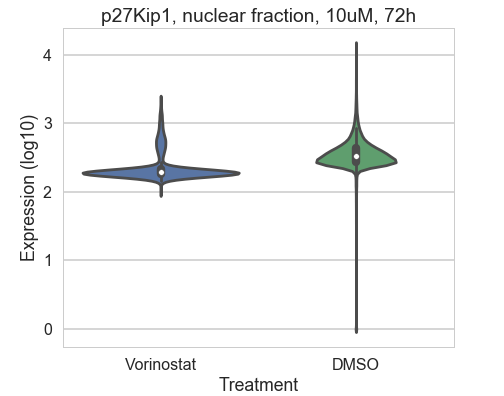 p27Kip1, nuclear fraction, 10uM, 72h
4
3
2
1
0
Expression (log10)
Vorinostat
DMSO
Treatment